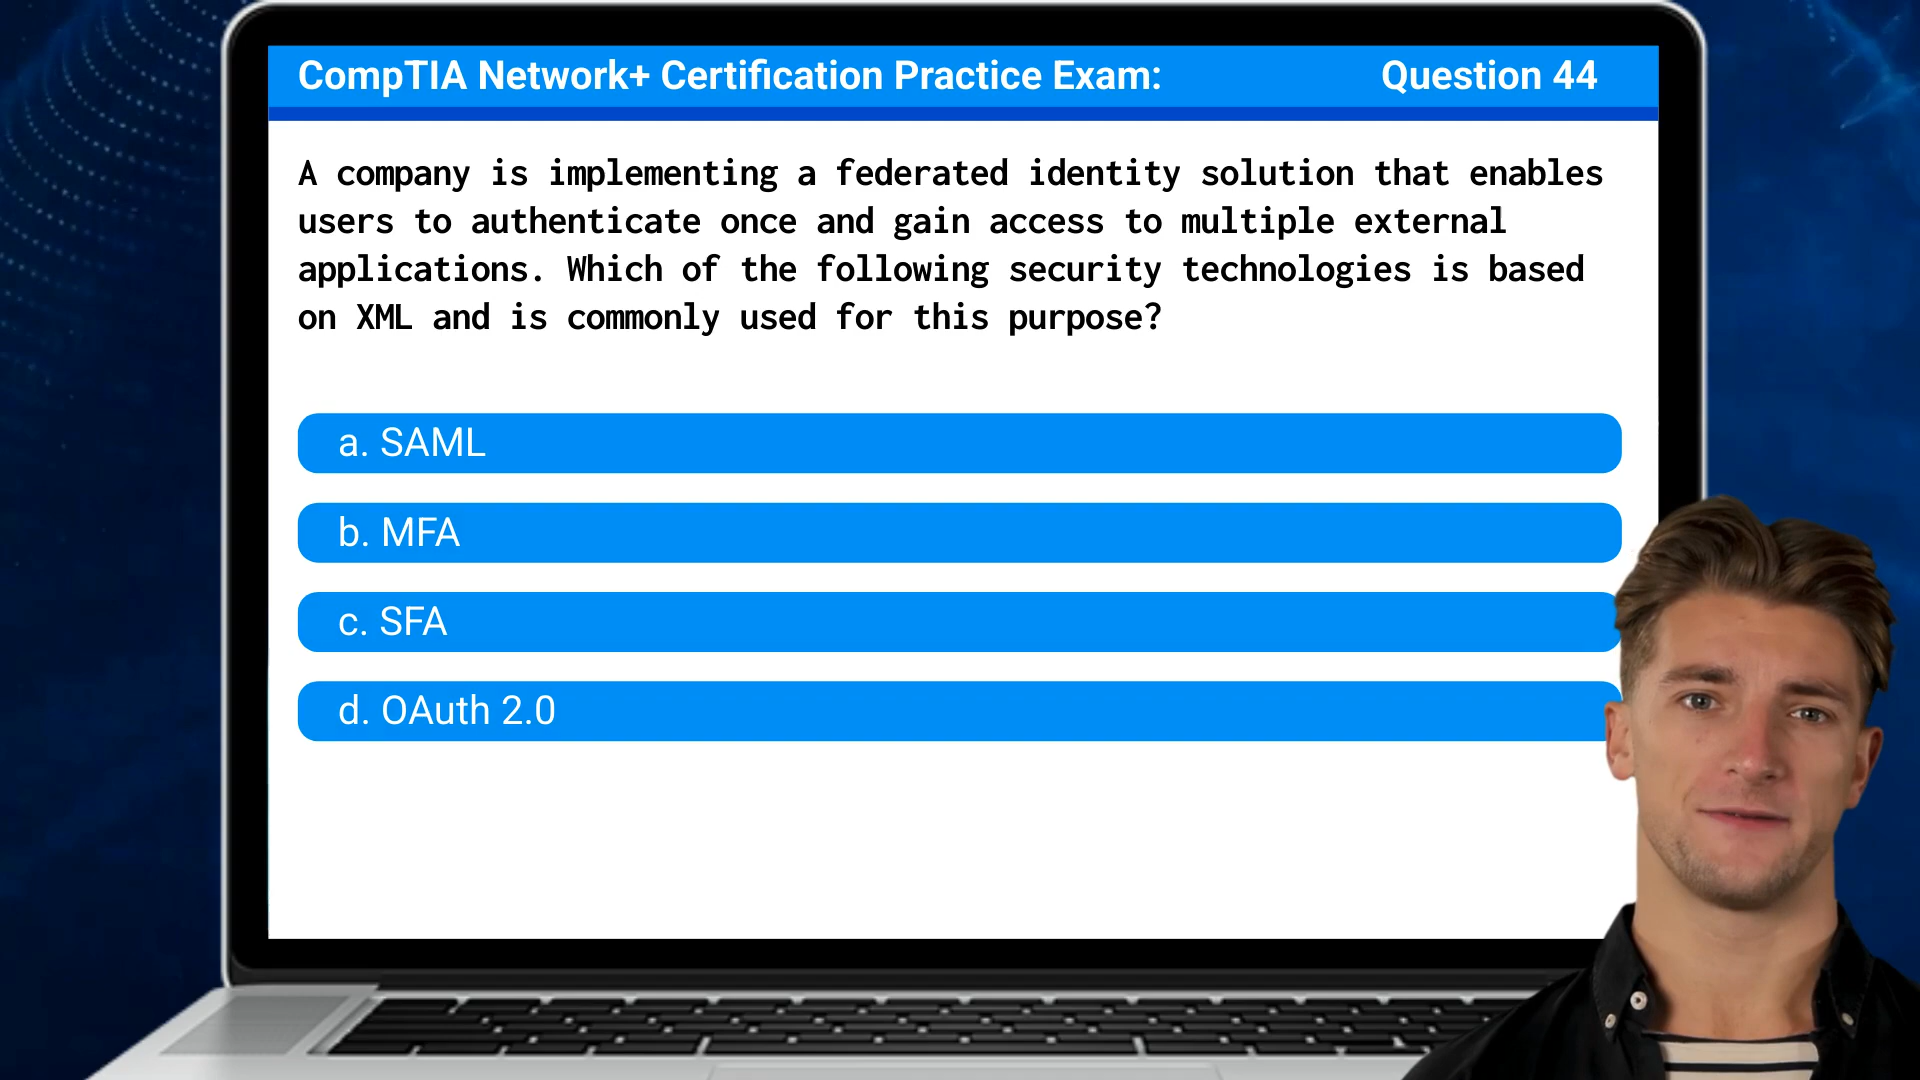 CompTIA Network+ Certification Practice Exam: Question 44
A company is implementing a federated identity solution that enables
users to authenticate once and gain access to multiple external
applications. Which of the following security technologies is based
on XML and is commonly used for this purpose?
a. SAML
b. MFA
c. SFA
d. OAuth 2.0